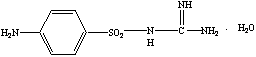 NH
H₂N SO₂ N C NH₂ · H₂O
H